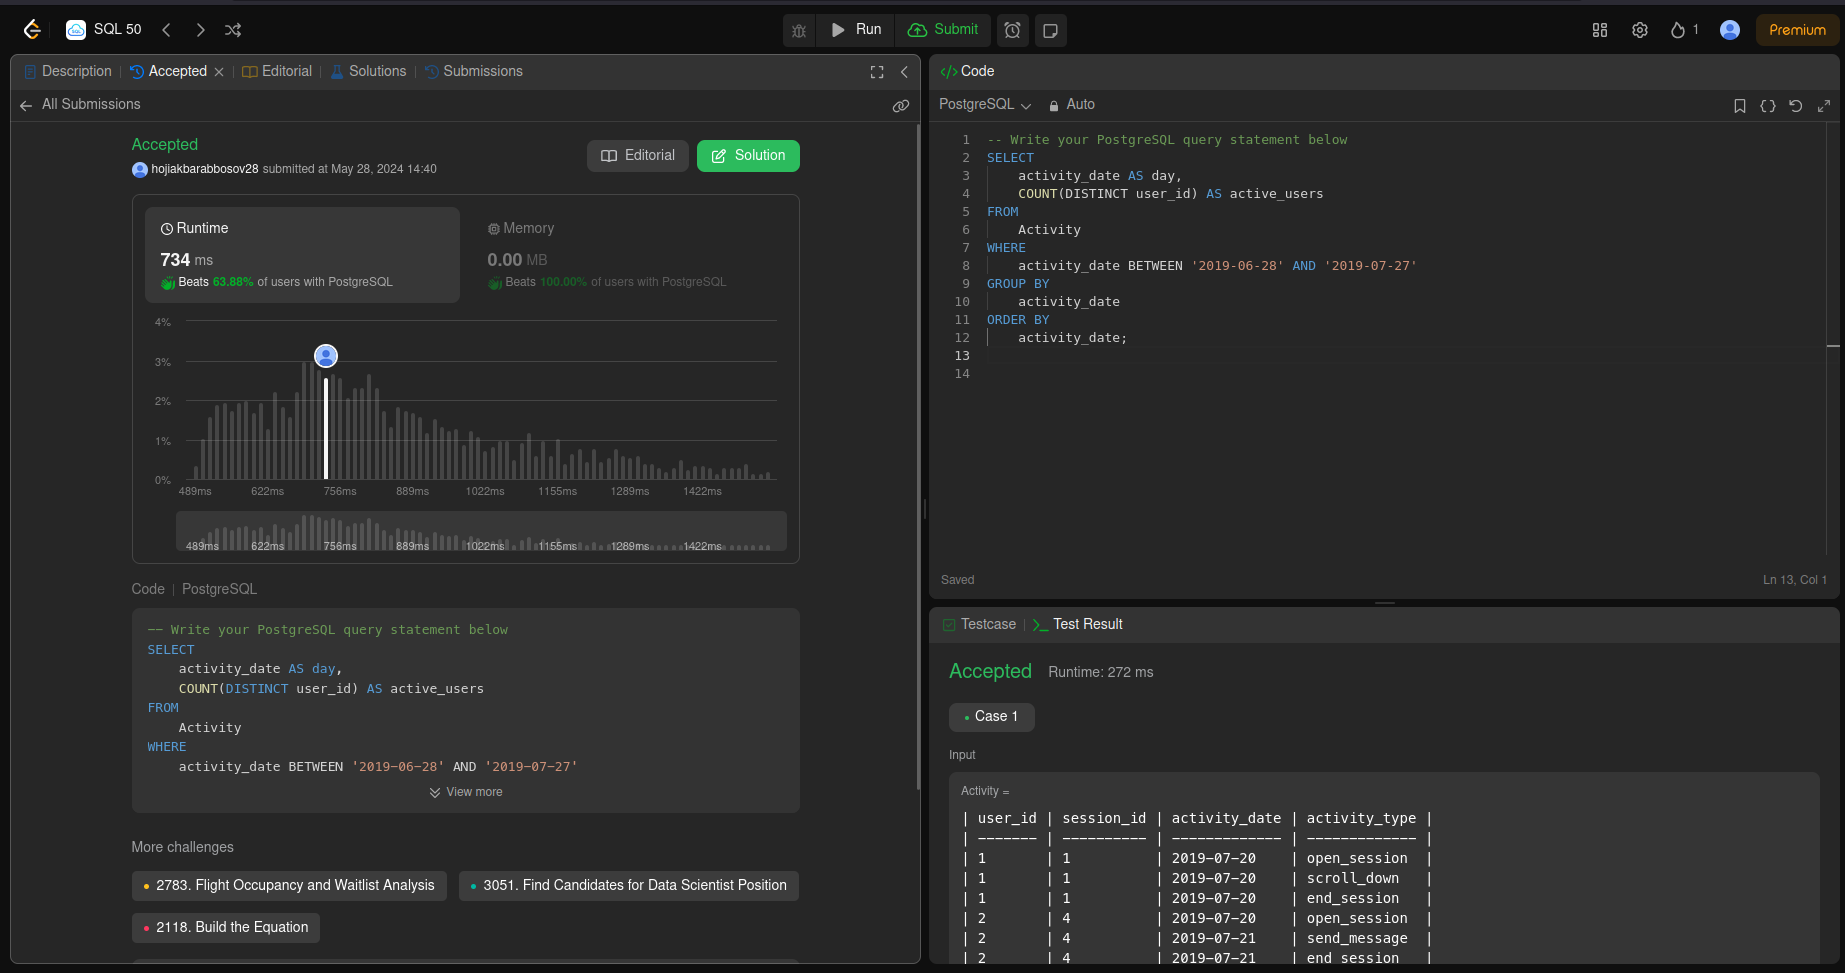 SQL 50
Run
Submit
1
Premium
Description
Accepted
Editorial
Solutions
Submissions
All Submissions
Accepted
hojiakbarabbosov28 submitted at May 28, 2024 14:40
Editorial
Solution
Runtime
734 ms
Beats 63.88% of users with PostgreSQL
Memory
0.00 MB
Beats 100.00% of users with PostgreSQL
4%
3%
2%
1%
0%
489ms 622ms 756ms 889ms 1022ms 1155ms 1289ms 1422ms
489ms 622ms 756ms 889ms 1022ms 1155ms 1289ms 1422ms
Code | PostgreSQL
-- Write your PostgreSQL query statement below
SELECT
activity_date AS day,
COUNT(DISTINCT user_id) AS active_users
FROM
Activity
WHERE
activity_date BETWEEN '2019-06-28' AND '2019-07-27'
View more
More challenges
2783. Flight Occupancy and Waitlist Analysis
3051. Find Candidates for Data Scientist Position
2118. Build the Equation
</> Code
PostgreSQL
Auto
1 -- Write your PostgreSQL query statement below
2 SELECT
3 activity_date AS day,
4 COUNT(DISTINCT user_id) AS active_users
5 FROM
6 Activity
7 WHERE
8 activity_date BETWEEN '2019-06-28' AND '2019-07-27'
9 GROUP BY
10 activity_date
11 ORDER BY
12 activity_date;
13
14
Saved
Ln 13, Col 1
Testcase
Test Result
Accepted
Runtime: 272 ms
Case 1
Input
Activity =
| user_id | session_id | activity_date | activity_type |
| ------- | ---------- | ------------- | ------------- |
| 1 | 1 | 2019-07-20 | open_session |
| 1 | 1 | 2019-07-20 | scroll_down |
| 1 | 1 | 2019-07-20 | end_session |
| 2 | 4 | 2019-07-20 | open_session |
| 2 | 4 | 2019-07-21 | send_message |
| 2 | 4 | 2019-07-21 | end_session |